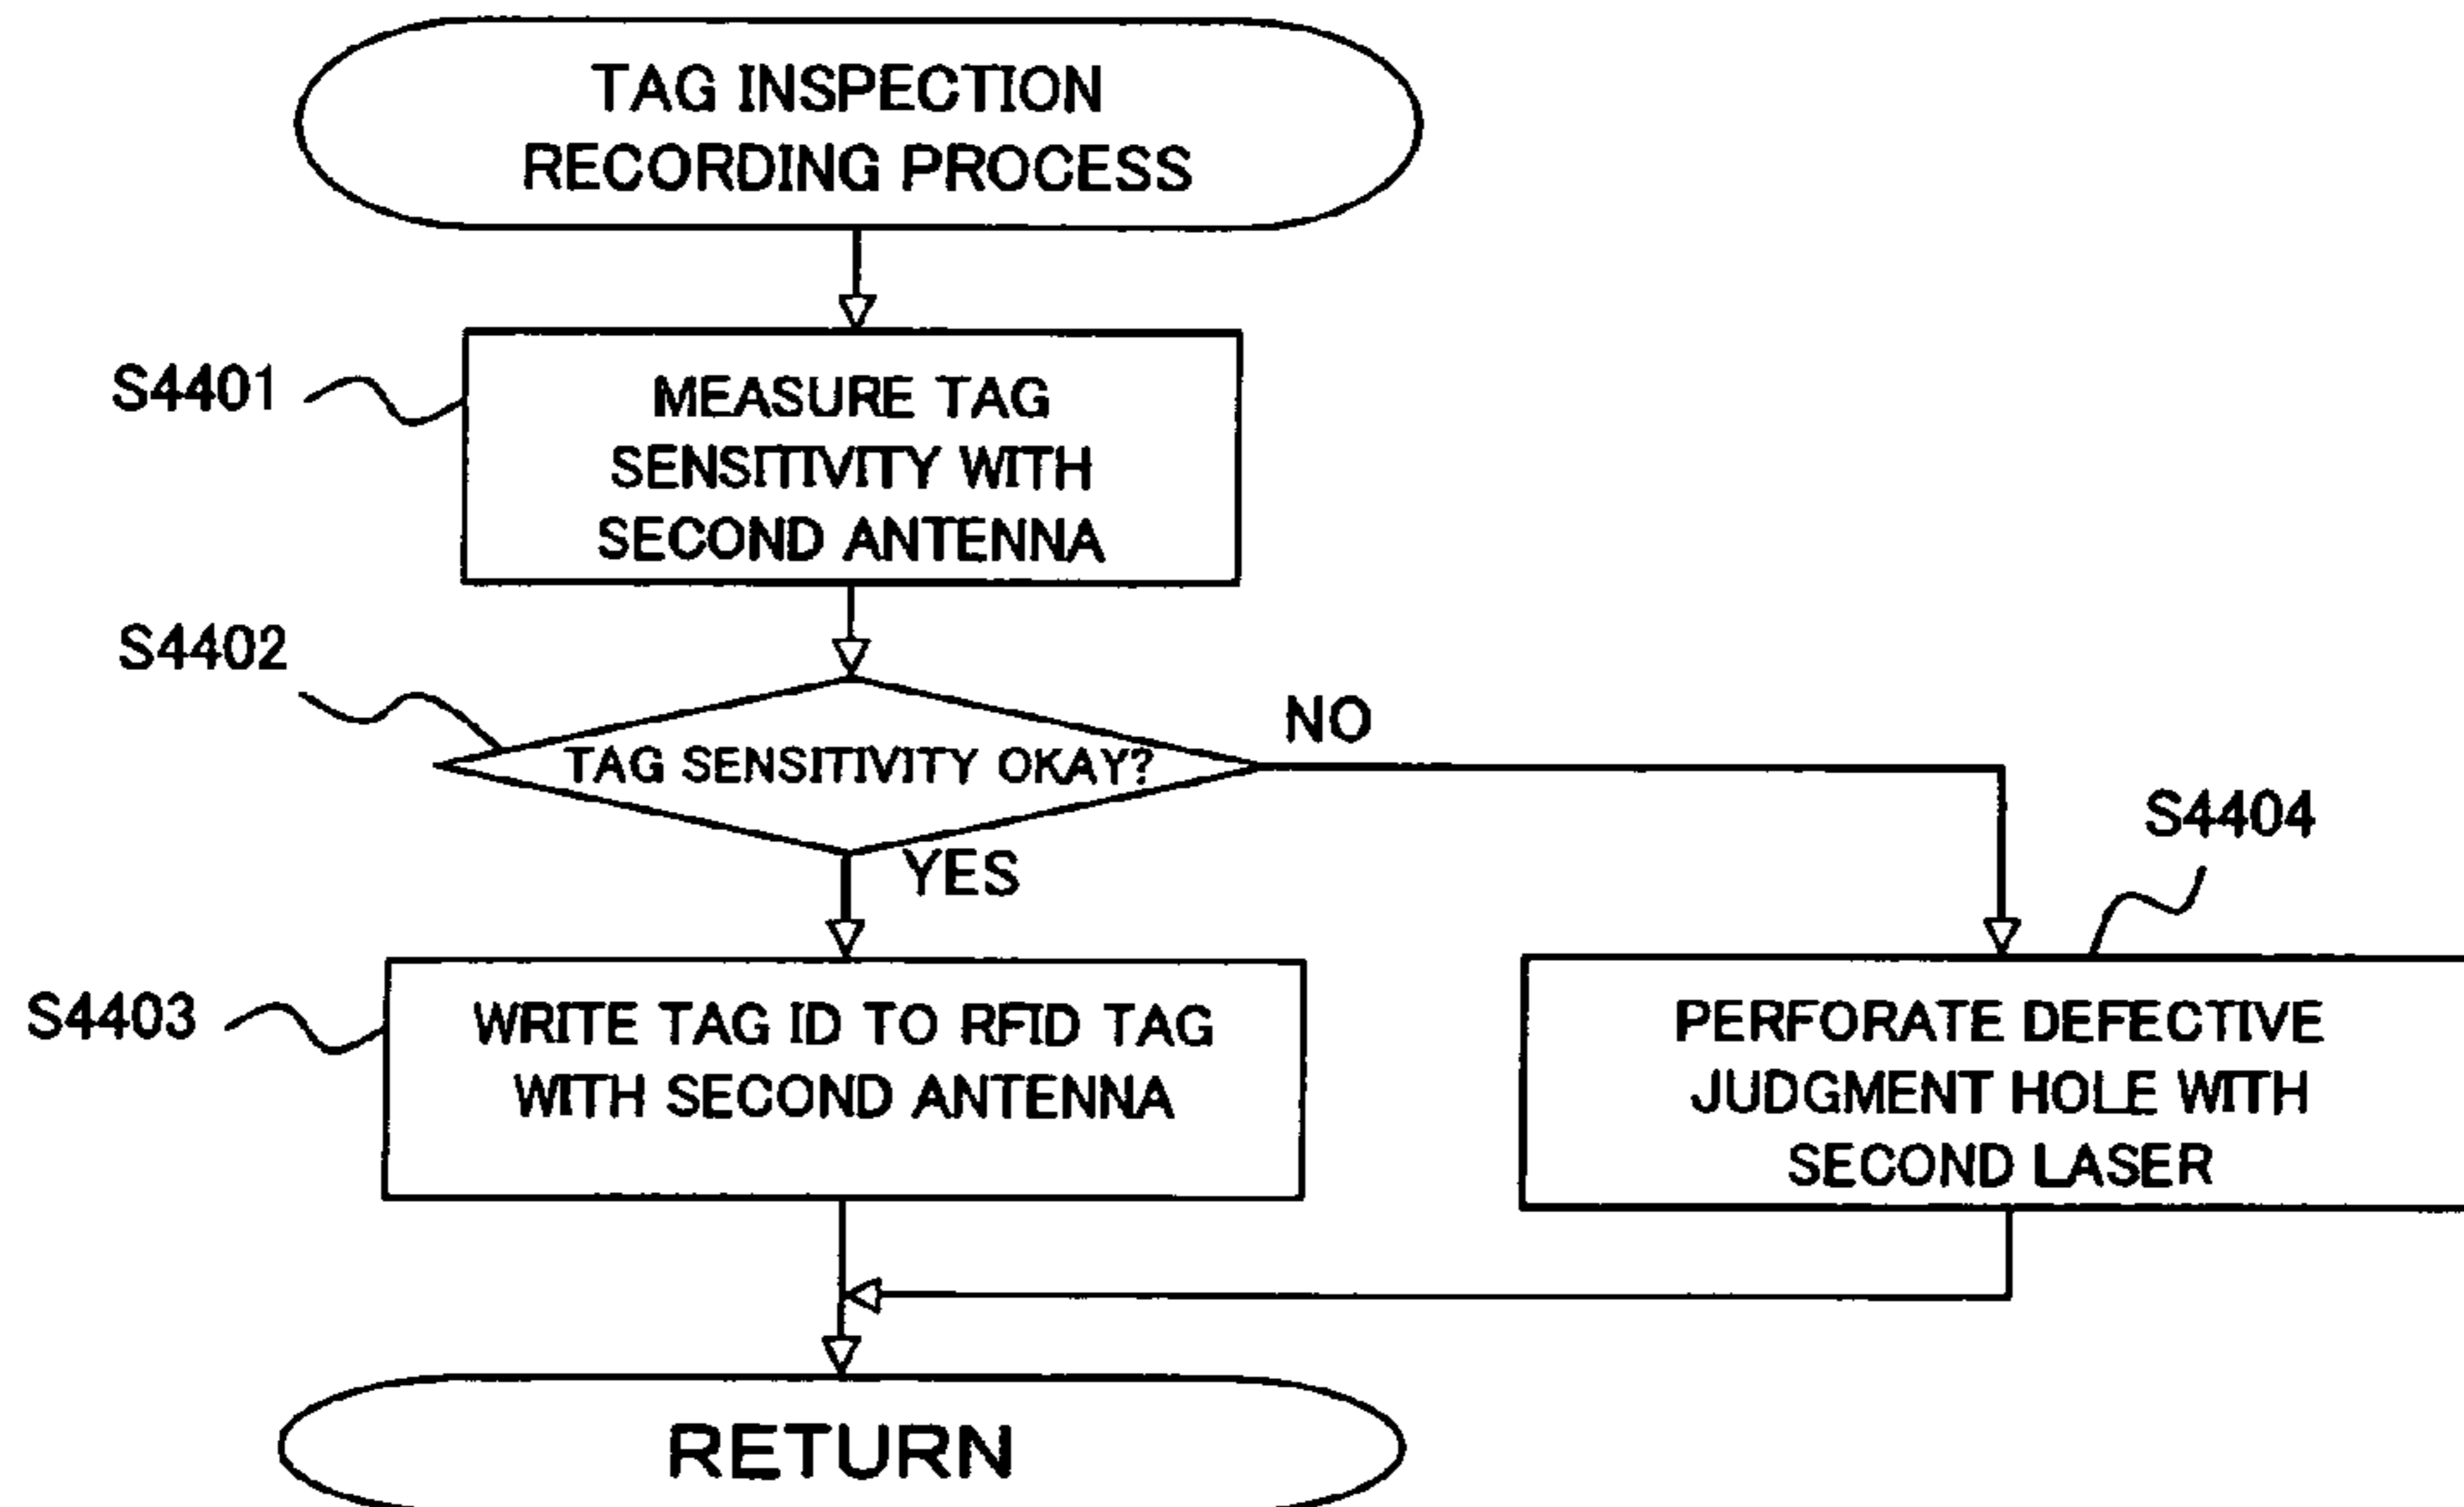 TAG INSPECTION
RECORDING PROCESS
S4401
MEASURE TAG
SENSITIVITY WITH
SECOND ANTENNA
S4402
TAG SENSITIVITY OKAY?
NO
YES
S4404
S4403
WRITE TAG ID TO RFID TAG
WITH SECOND ANTENNA
PERFORATE DEFECTIVE
JUDGMENT HOLE WITH
SECOND LASER
RETURN